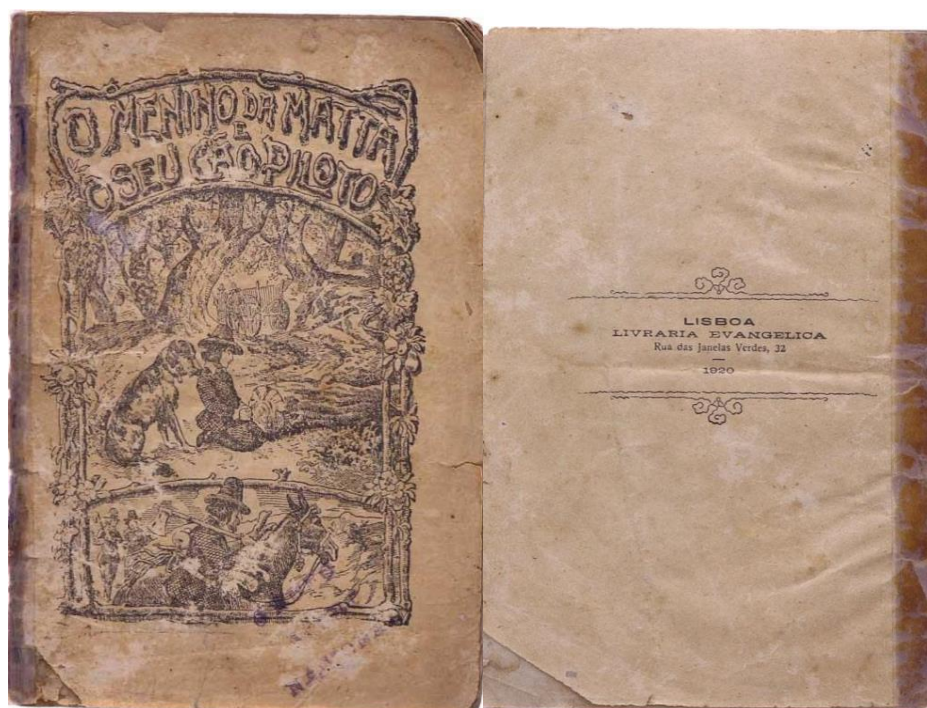 O MENINO DA MATTA
E
O SEU CÃO PILOTO
LISBOA
LIVRARIA EVANGELICA
Rua das Janelas Verdes, 32
1920